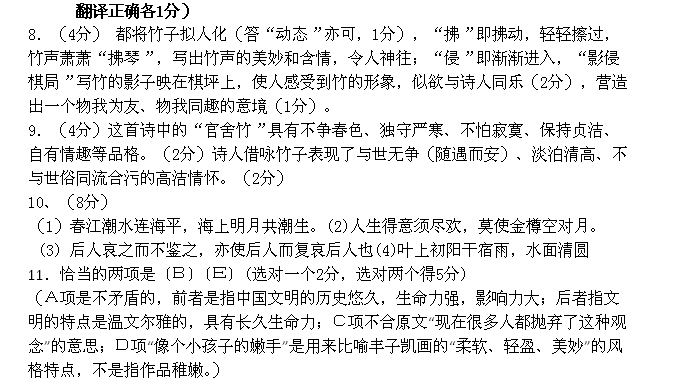 翻译正确各1分）
8．（4分） 都将竹子拟人化（答“动态”亦可，1分），“拂”即拂动，轻轻擦过，
竹声萧萧“拂琴”，写出竹声的美妙和含情，令人神往；“侵”即渐渐进入，“影侵
棋局”写竹的影子映在棋坪上，使人感受到竹的形象，似欲与诗人同乐（2分），营造
出一个物我为友、物我同趣的意境（1分）。
9．（4分）这首诗中的“官舍竹”具有不争春色、独守严寒、不怕寂寞、保持贞洁、
自有情趣等品格。（2分）诗人借咏竹子表现了与世无争（随遇而安）、淡泊清高、不
与世俗同流合污的高洁情怀。（2分）
10、（8分）
（1）春江潮水连海平，海上明月共潮生。(2)人生得意须尽欢，莫使金樽空对月。
（3）后人哀之而不鉴之，亦使后人而复哀后人也(4)叶上初阳干宿雨，水面清圆
11．恰当的两项是〔B〕〔E〕(选对一个2分，选对两个得5分）
（A项是不矛盾的，前者是指中国文明的历史悠久，生命力强，影响力大；后者指文
明的特点是温文尔雅的，具有长久生命力；C项不合原文“现在很多人都抛弃了这种观
念”的意思；D项“像个小孩子的嫩手”是用来比喻丰子凯画的“柔软、轻盈、美妙”的风
格特点，不是指作品稚嫩。）